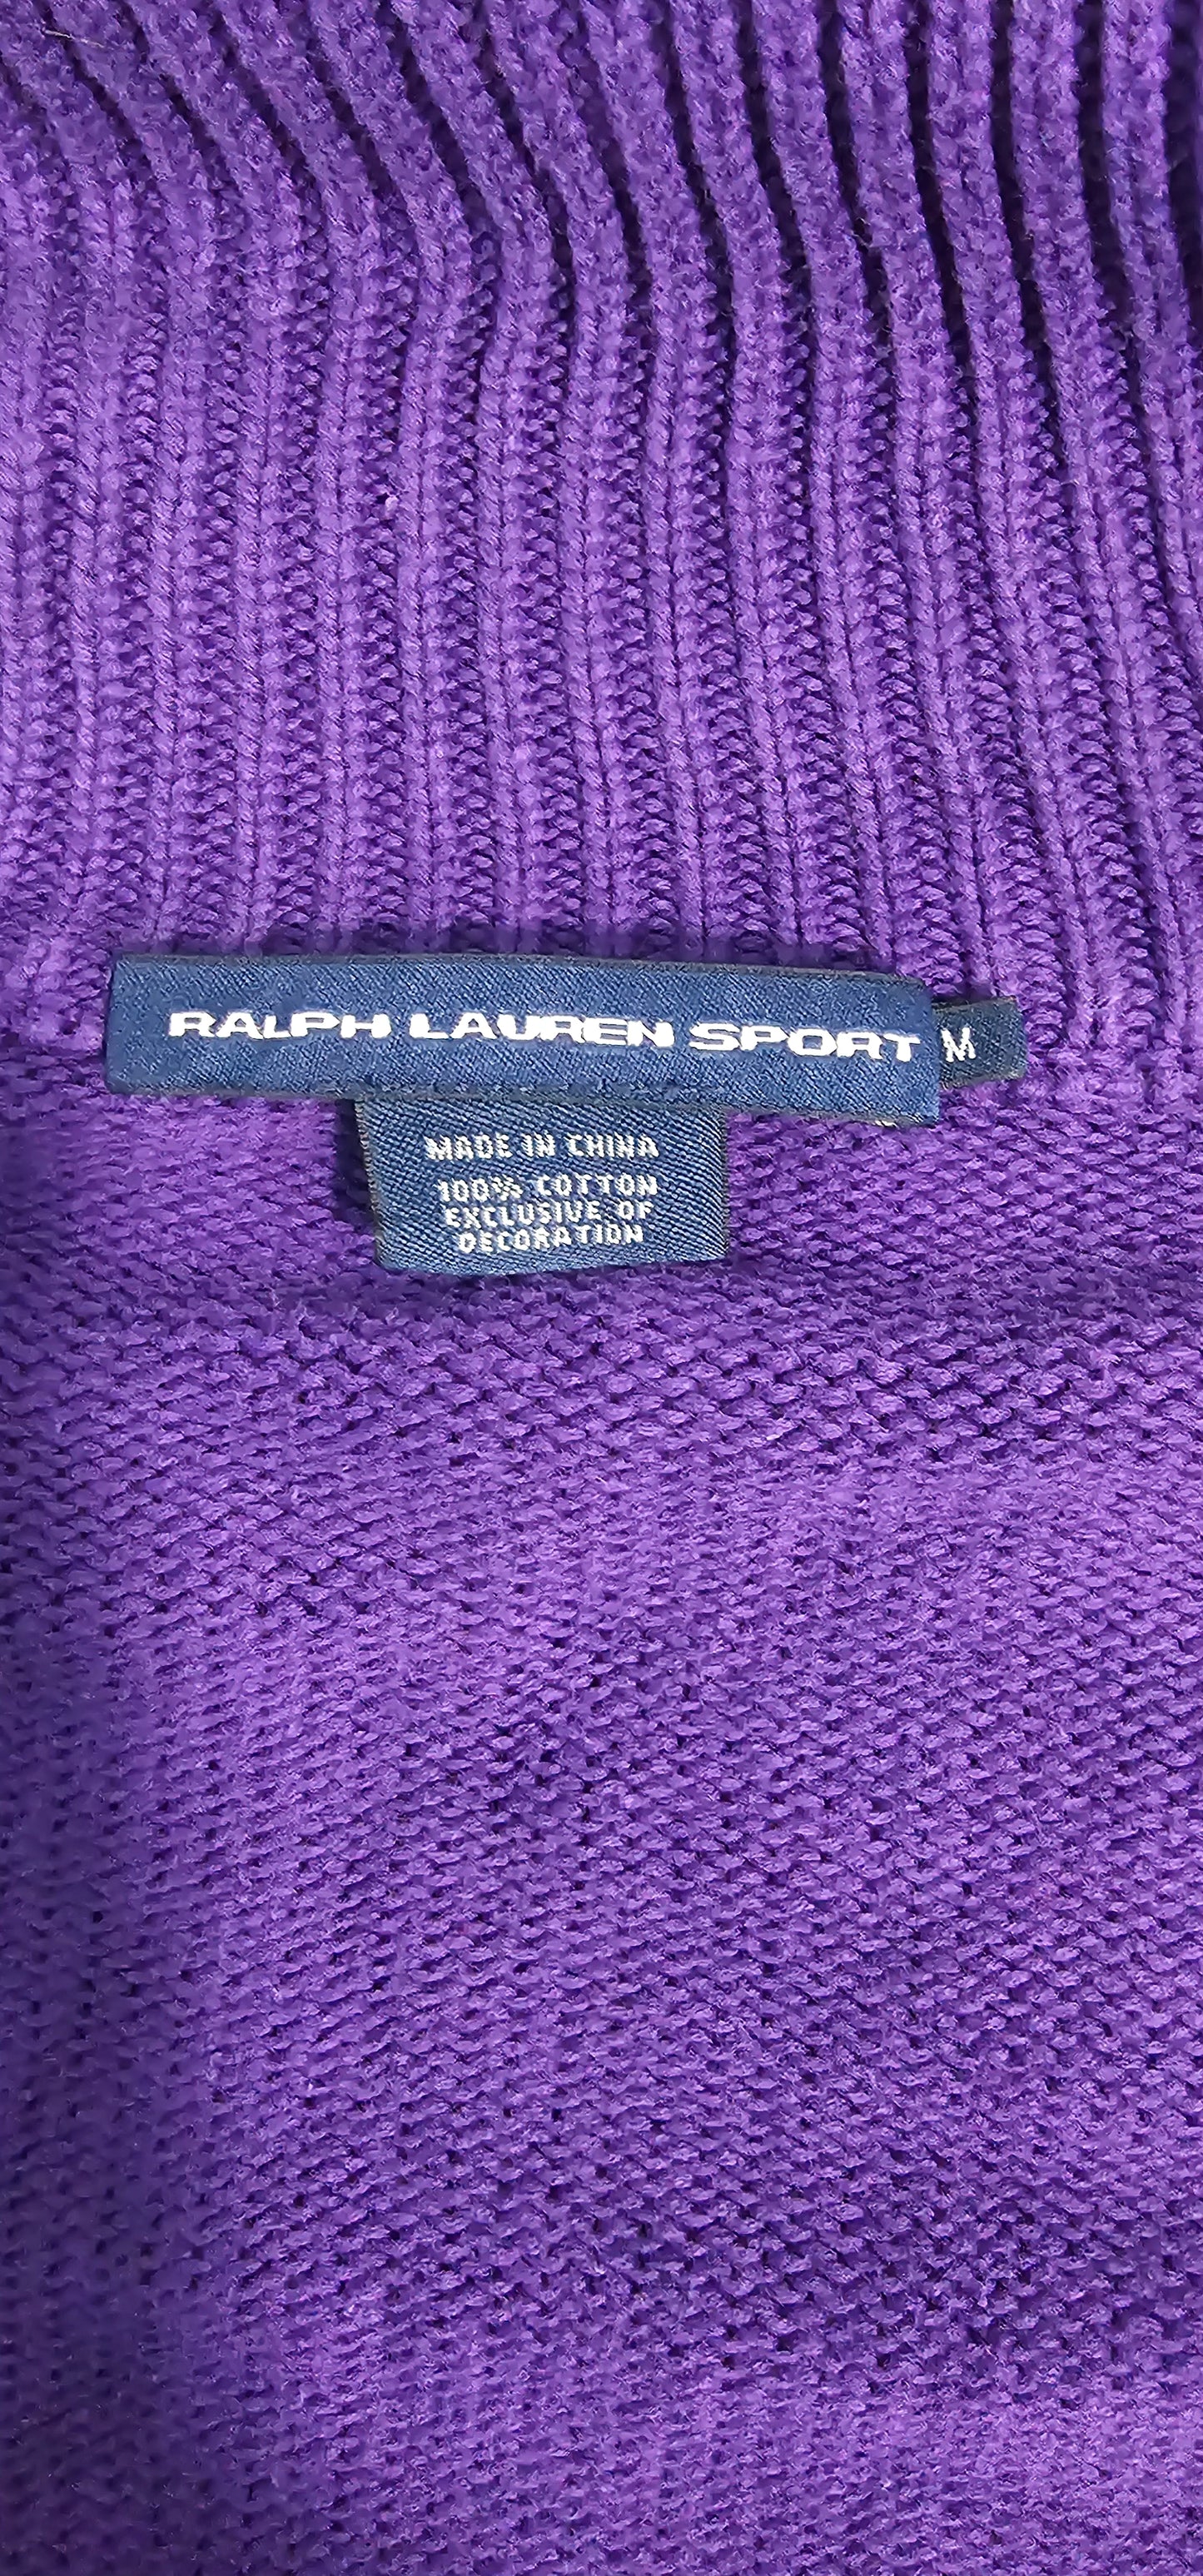 RALPH LAUREN SPORT M
MADE IN CHINA
100% COTTON
EXCLUSIVE OF
DECORATION